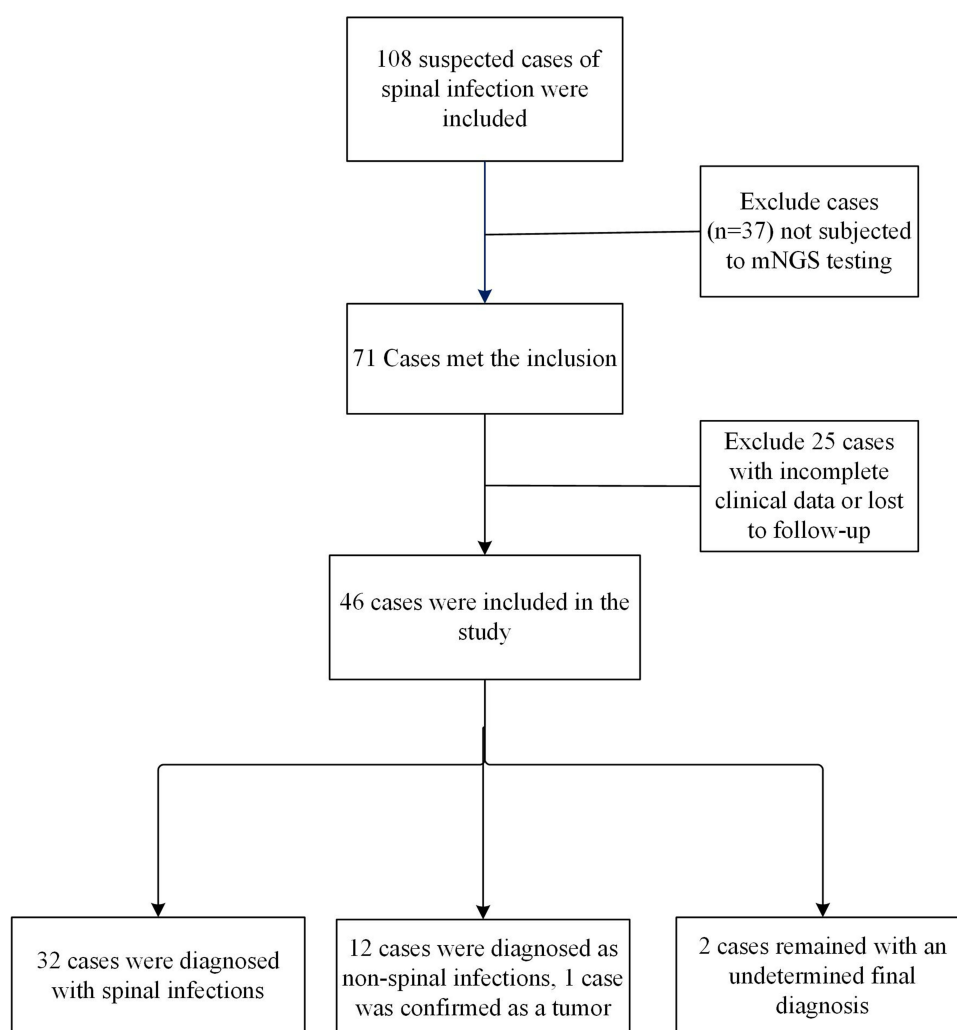 108 suspected cases of
spinal infection were
included
Exclude cases
(n=37) not subjected
to mNGS testing
71 Cases met the inclusion
Exclude 25 cases
with incomplete
clinical data or lost
to follow-up
46 cases were included in the
study
32 cases were diagnosed
with spinal infections
12 cases were diagnosed as
non-spinal infections, 1 case
was confirmed as a tumor
2 cases remained with an
undetermined final
diagnosis